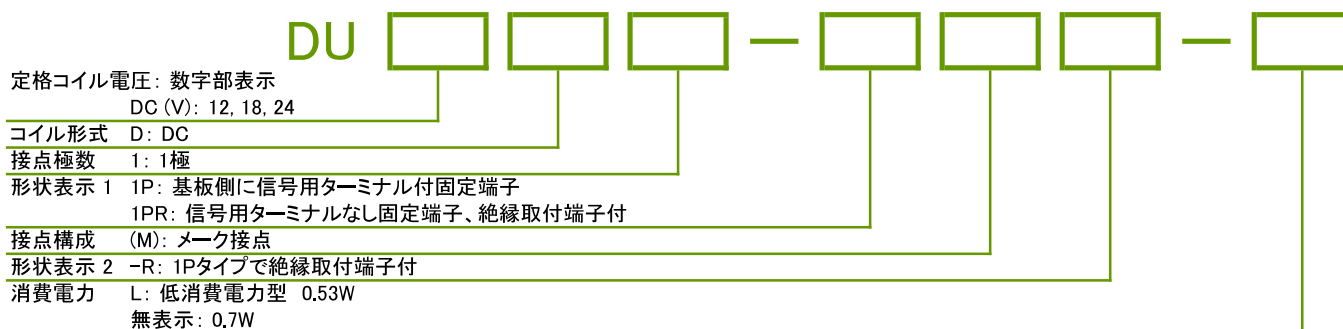 DU — —
定格コイル電圧: 数字部表示
DC (V): 12, 18, 24
コイル形式 D: DC
接点極数 1: 1極
形状表示 1 1P: 基板側に信号用ターミナル付固定端子
1PR: 信号用ターミナルなし固定端子、絶縁取付端子付
接点構成 (M): メーク接点
形状表示 2 -R: 1Pタイプで絶縁取付端子付
消費電力 L: 低消費電力型 0.53W
無表示: 0.7W